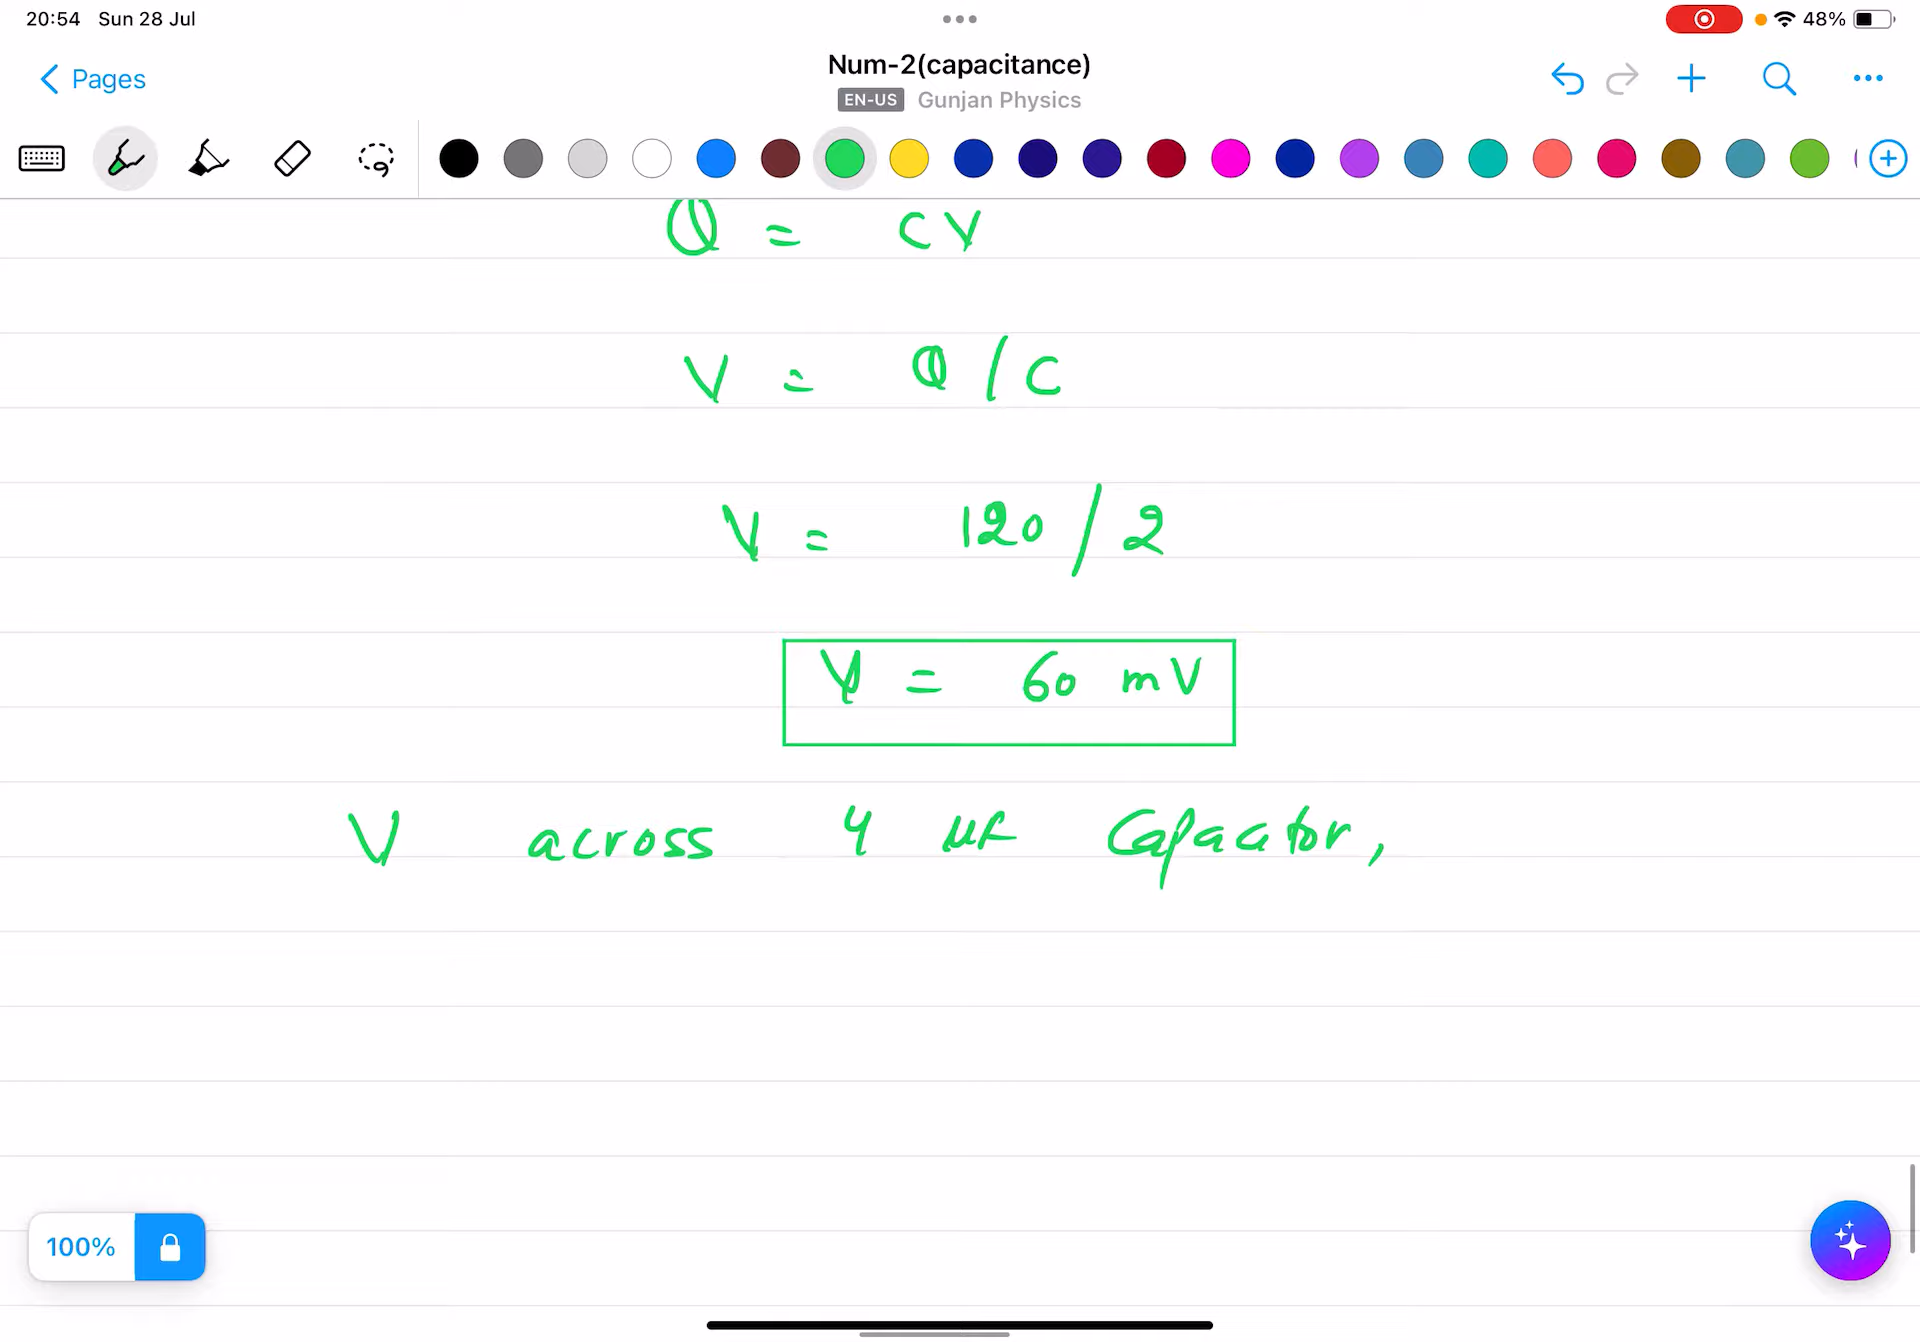 20:54 Sun 28 Jul
48%
Pages
Num-2(capacitance)
EN-US Gunjan Physics
Q = CV
V = Q/C
V = 120/2
V = 60 mV
V across 4 μf Capacitor,
100%